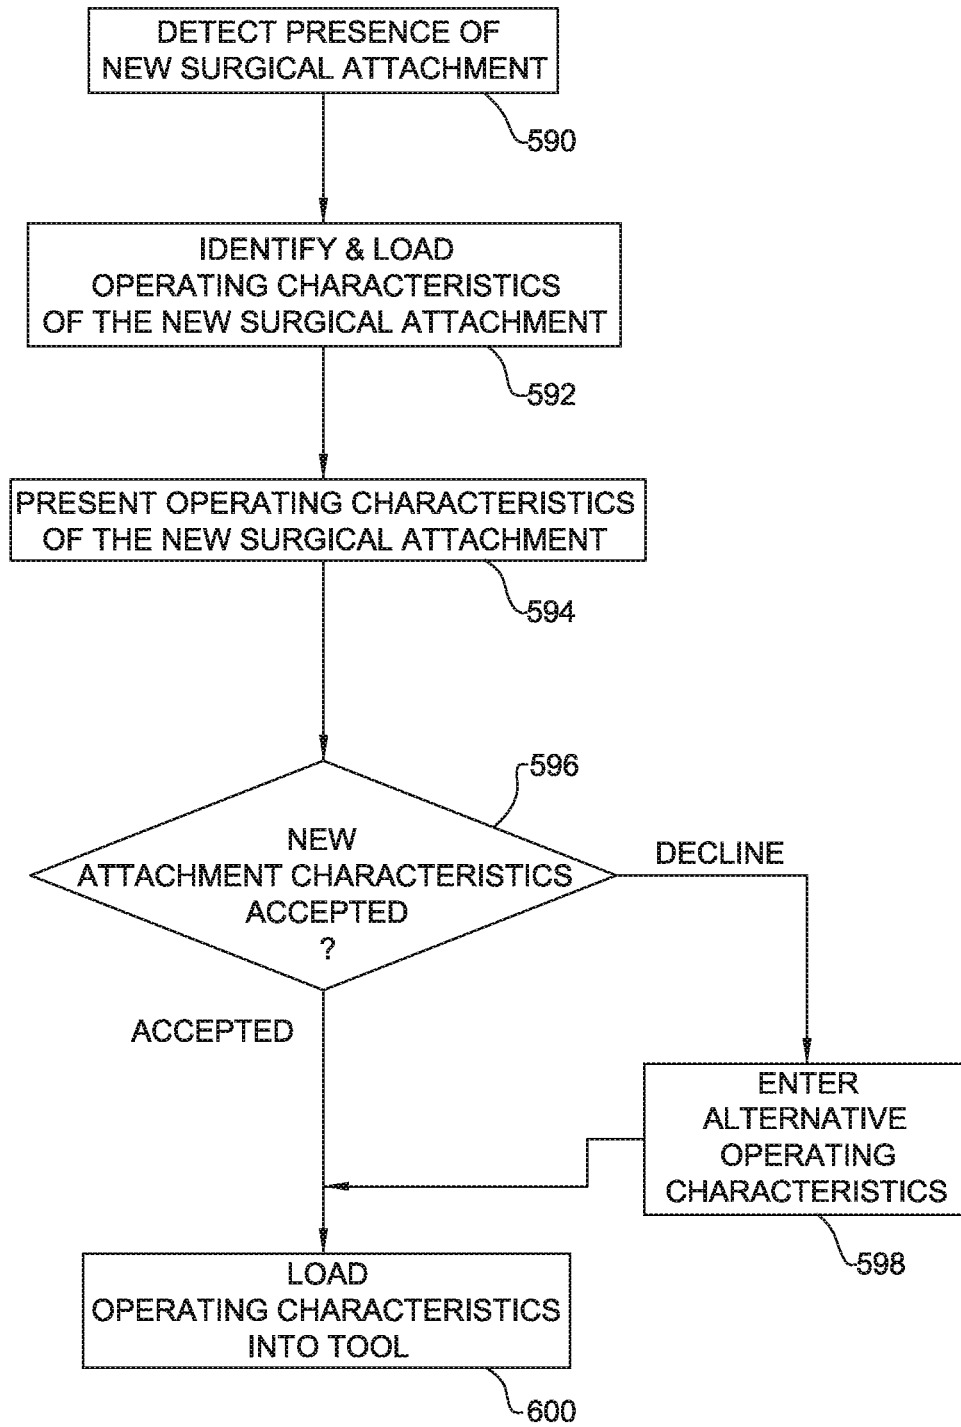 DETECT PRESENCE OF
NEW SURGICAL ATTACHMENT
590
IDENTIFY & LOAD
OPERATING CHARACTERISTICS
OF THE NEW SURGICAL ATTACHMENT
592
PRESENT OPERATING CHARACTERISTICS
OF THE NEW SURGICAL ATTACHMENT
594
596
NEW
ATTACHMENT CHARACTERISTICS
ACCEPTED
?
DECLINE
ACCEPTED
ENTER
ALTERNATIVE
OPERATING
CHARACTERISTICS
598
LOAD
OPERATING CHARACTERISTICS
INTO TOOL
600